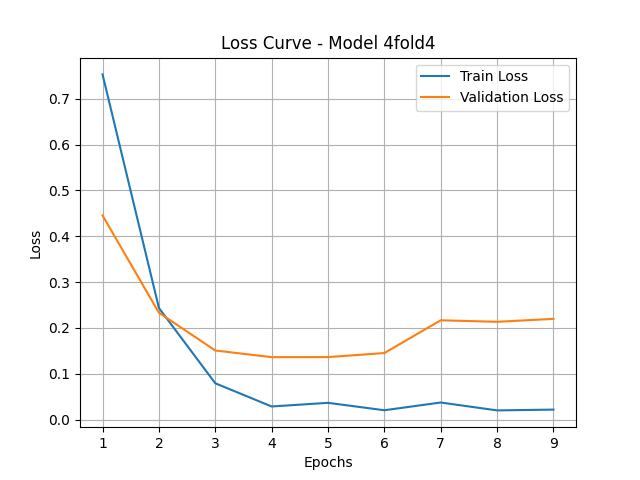 Loss Curve - Model 4fold4
Train Loss
Validation Loss
Loss
0.7
0.6
0.5
0.4
0.3
0.2
0.1
0.0
1 2 3 4 5 6 7 8 9
Epochs